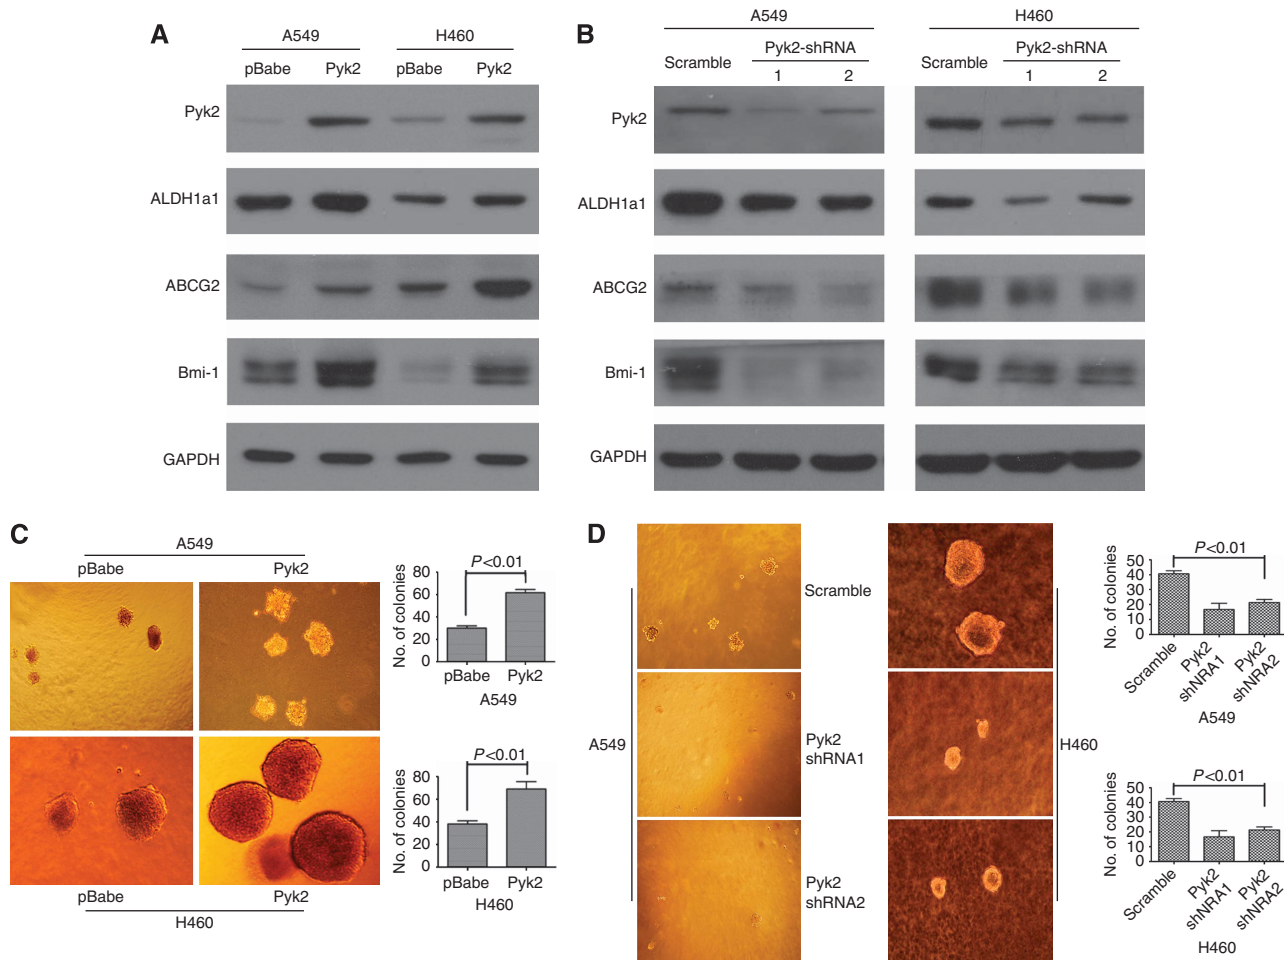 A
A549
H460
pBabe
Pyk2
pBabe
Pyk2
Pyk2
ALDH1a1
ABCG2
Bmi-1
GAPDH
B
A549
H460
Scramble
Pyk2-shRNA
1
2
Scramble
Pyk2-shRNA
1
2
Pyk2
ALDH1a1
ABCG2
Bmi-1
GAPDH
C
A549
pBabe
Pyk2
pBabe
Pyk2
H460
No. of colonies
80
60
40
20
0
P<0.01
pBabe
Pyk2
A549
No. of colonies
80
60
40
20
0
P<0.01
pBabe
Pyk2
H460
D
A549
Scramble
Pyk2
shRNA1
Pyk2
shRNA2
H460
No. of colonies
50
40
30
20
10
0
P<0.01
Scramble
Pyk2
shNRA1
Pyk2
shNRA2
A549
No. of colonies
50
40
30
20
10
0
P<0.01
Scramble
Pyk2
shNRA1
Pyk2
shNRA2
H460